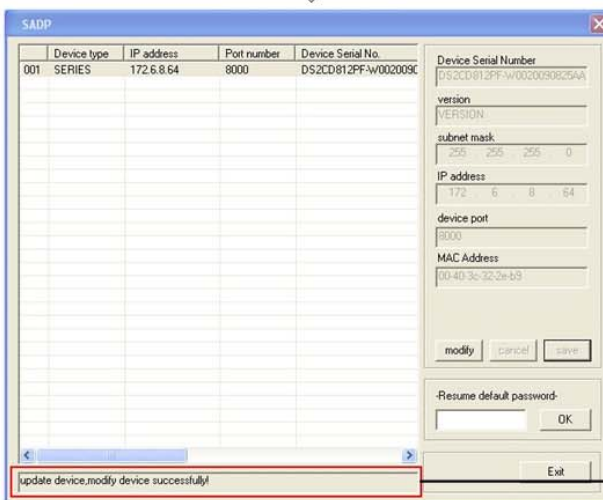 SADP
Device type IP address Port number Device Serial No.
001 SERIES 172.6.8.64 8000 DS2CD812PF-W0020090
Device Serial Number
DS2CD812PF-W0020090825AA
version
VERSION
subnet mask
255 . 255 . 255 . 0
IP address
172 . 6 . 8 . 64
device port
8000
MAC Address
00-40-3c-32-2e-b9
modify cancel save
-Resume default password-
OK
Exit
update device,modify device successfully!